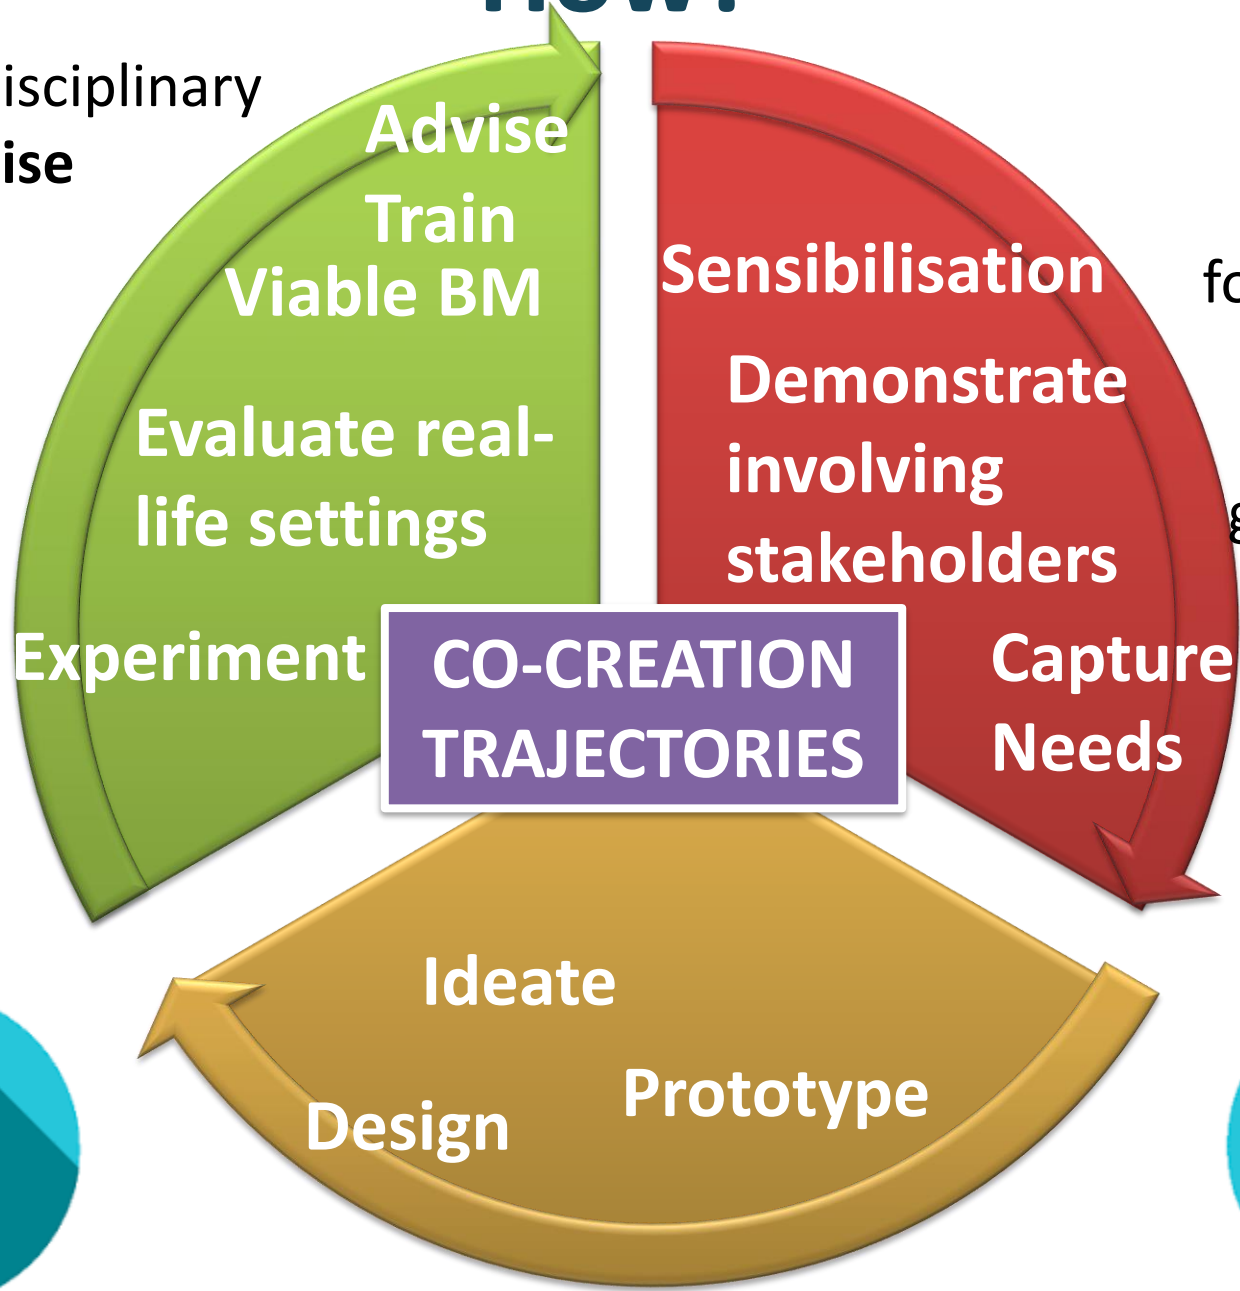 isciplinary
ise
Advise
Train
Viable BM
Evaluate real-
life settings
Experiment
Sensibilisation
Demonstrate
involving
stakeholders
Capture
Needs
CO-CREATION
TRAJECTORIES
Ideate
Prototype
Design
fo